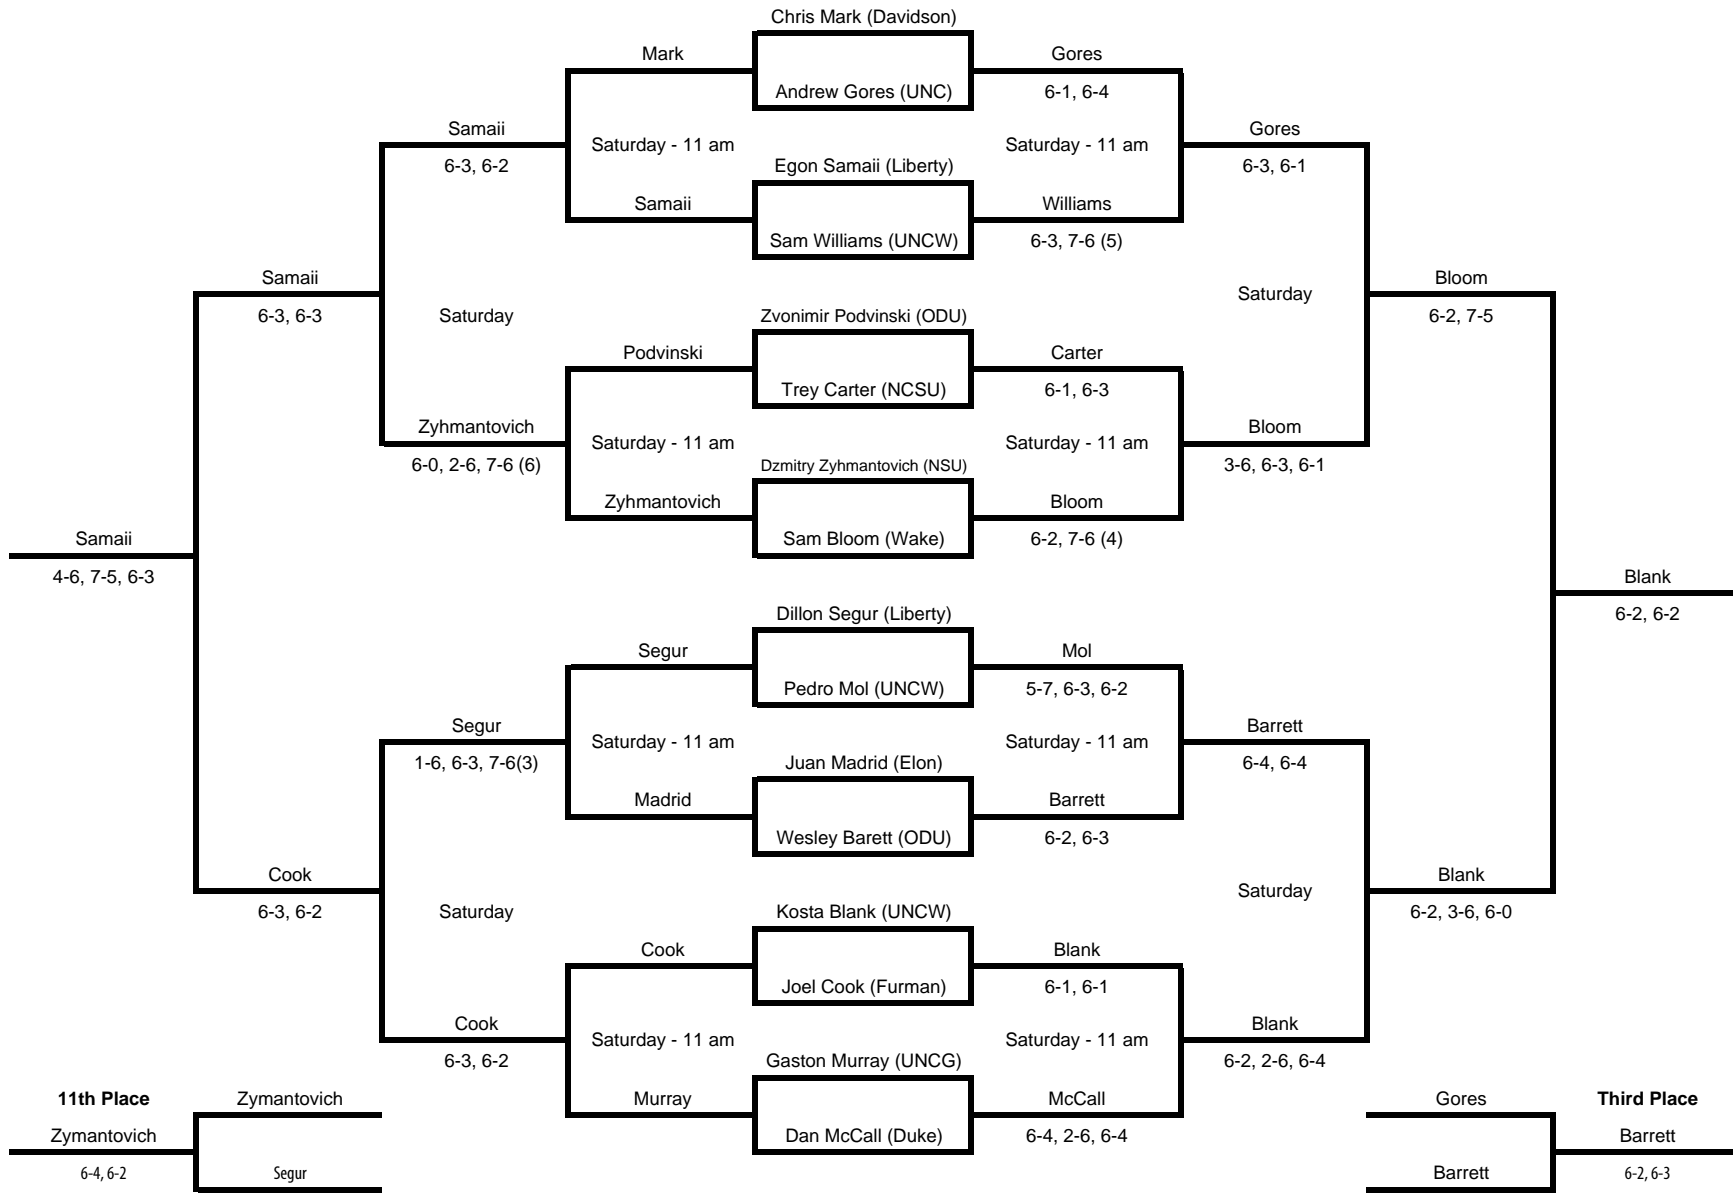 Chris Mark (Davidson)
Mark
Gores
Andrew Gores (UNC)
6-1, 6-4
Samaii
Gores
Saturday - 11 am
Saturday - 11 am
6-3, 6-2
6-3, 6-1
Egon Samaii (Liberty)
Samaii
Williams
Sam Williams (UNCW)
6-3, 7-6 (5)
Samaii
Bloom
Saturday
6-3, 6-3
Saturday
6-2, 7-5
Zvonimir Podvinski (ODU)
Podvinski
Carter
Trey Carter (NCSU)
6-1, 6-3
Zyhmantovich
Bloom
Saturday - 11 am
Saturday - 11 am
6-0, 2-6, 7-6 (6)
3-6, 6-3, 6-1
Dzmitry Zyhmantovich (NSU)
Zyhmantovich
Bloom
Samaii
Sam Bloom (Wake)
6-2, 7-6 (4)
4-6, 7-5, 6-3
Blank
Dillon Segur (Liberty)
6-2, 6-2
Segur
Mol
Pedro Mol (UNCW)
5-7, 6-3, 6-2
Segur
Barrett
Saturday - 11 am
Saturday - 11 am
1-6, 6-3, 7-6(3)
6-4, 6-4
Juan Madrid (Elon)
Madrid
Barrett
Wesley Barett (ODU)
6-2, 6-3
Cook
Blank
Saturday
6-3, 6-2
Saturday
Kosta Blank (UNCW)
6-2, 3-6, 6-0
Cook
Blank
Joel Cook (Furman)
6-1, 6-1
Cook
Blank
Saturday - 11 am
Saturday - 11 am
6-3, 6-2
Gaston Murray (UNCG)
6-2, 2-6, 6-4
11th Place
Zymantovich
Murray
McCall
Gores
Third Place
Zymantovich
Dan McCall (Duke)
6-4, 2-6, 6-4
Barrett
6-4, 6-2
Segur
Barrett
6-2, 6-3